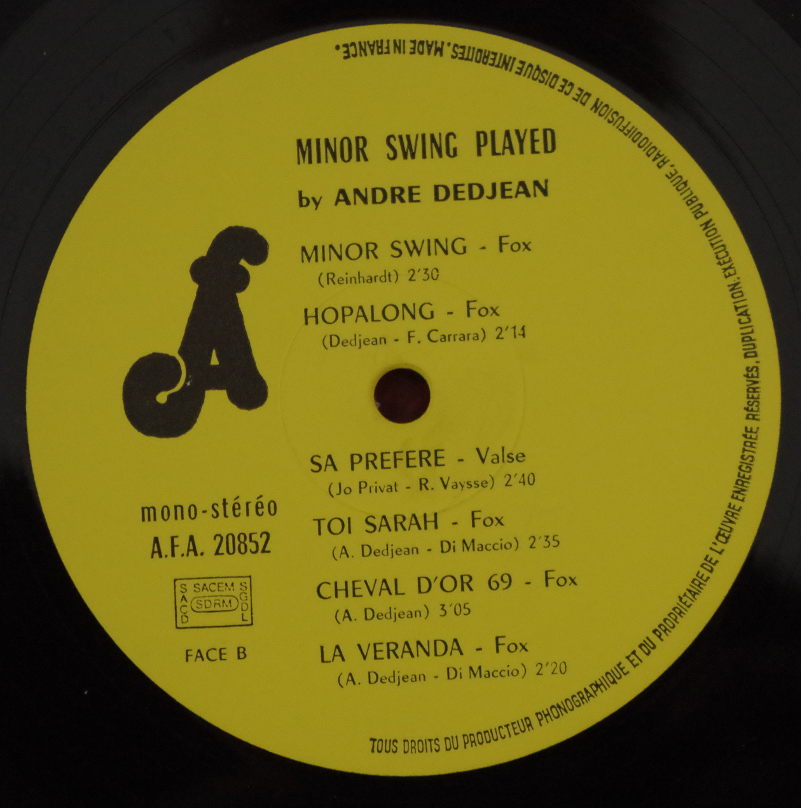 MINOR SWING PLAYED
by ANDRE DEDJEAN
MINOR SWING - Fox
(Reinhardt) 2'30
HOPALONG - Fox
(Dedjean - F. Carrara) 2'14
SA PREFERE - Valse
(Jo Privat - R. Vaysse) 2'40
TOI SARAH - Fox
(A. Dedjean - Di Maccio) 2'35
CHEVAL D'OR 69 - Fox
(A. Dedjean) 3'05
LA VERANDA - Fox
(A. Dedjean - Di Maccio) 2'20
Af
mono-stéréo
A.F.A. 20852
SACD SACEM SDRM SGDL
FACE B
TOUS DROITS DU PRODUCTEUR PHONOGRAPHIQUE ET DU PROPRIÉTAIRE DE L'ŒUVRE ENREGISTRÉE RÉSERVÉS, DUPLICATION, EXÉCUTION PUBLIQUE, RADIODIFFUSION DE CE DISQUE INTERDITES. MADE IN FRANCE.